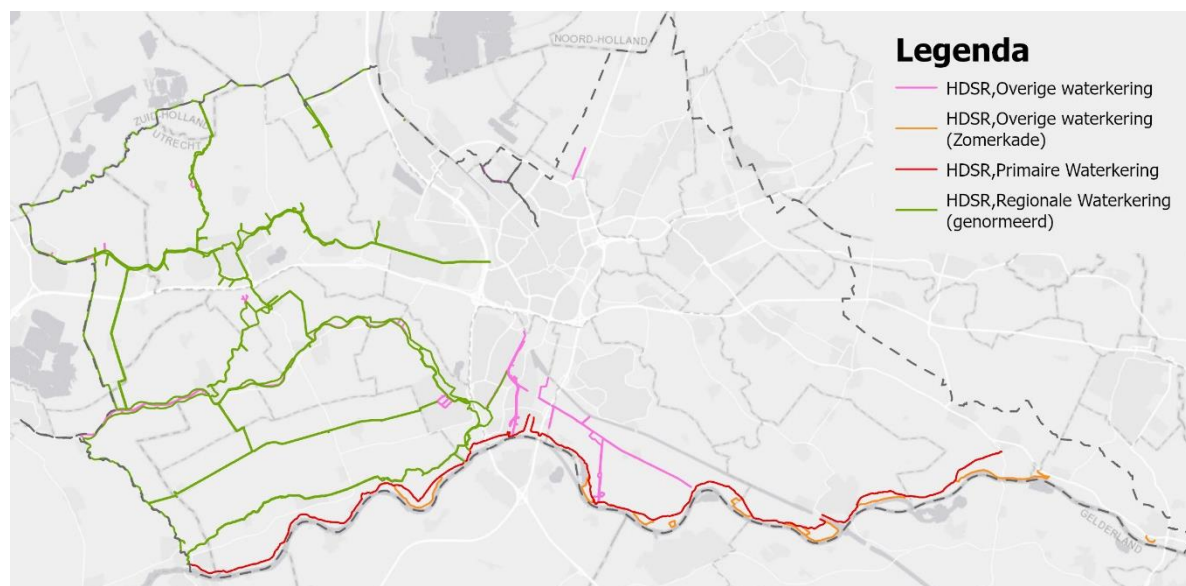 NOORD-HOLLAND
ZUID-HOLLAND
UTRECHT
GELDERLAND
Legenda
HDSR,Overige waterkering
HDSR,Overige waterkering
(Zomerkade)
HDSR,Primaire Waterkering
HDSR,Regionale Waterkering
(genormeerd)